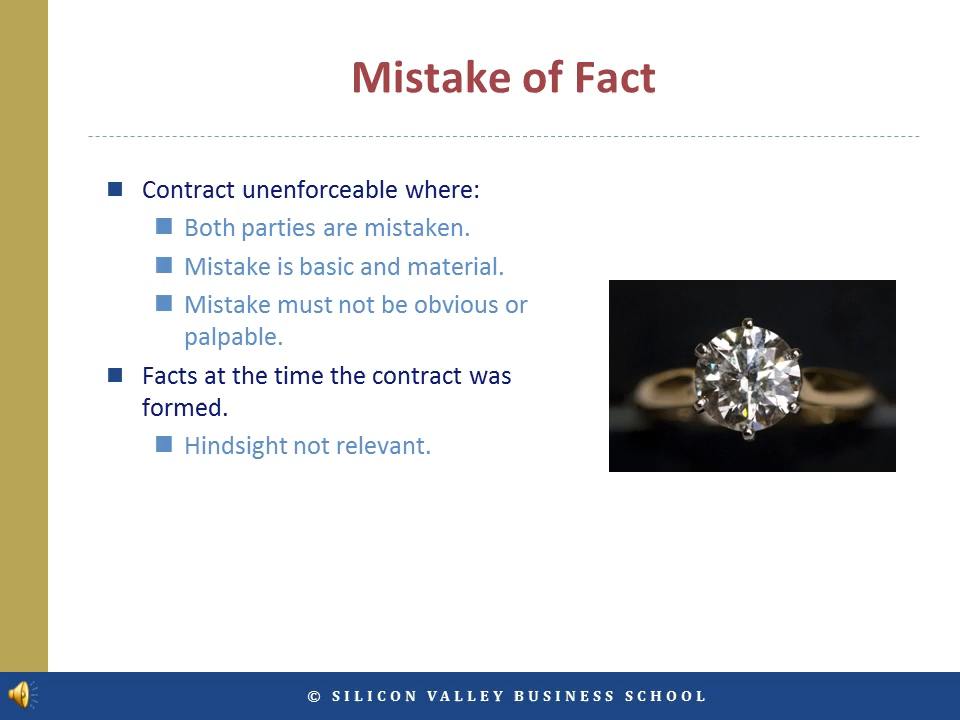 Mistake of Fact
Contract unenforceable where:
Both parties are mistaken.
Mistake is basic and material.
Mistake must not be obvious or
palpable.
Facts at the time the contract was
formed.
Hindsight not relevant.
© SILICON VALLEY BUSINESS SCHOOL